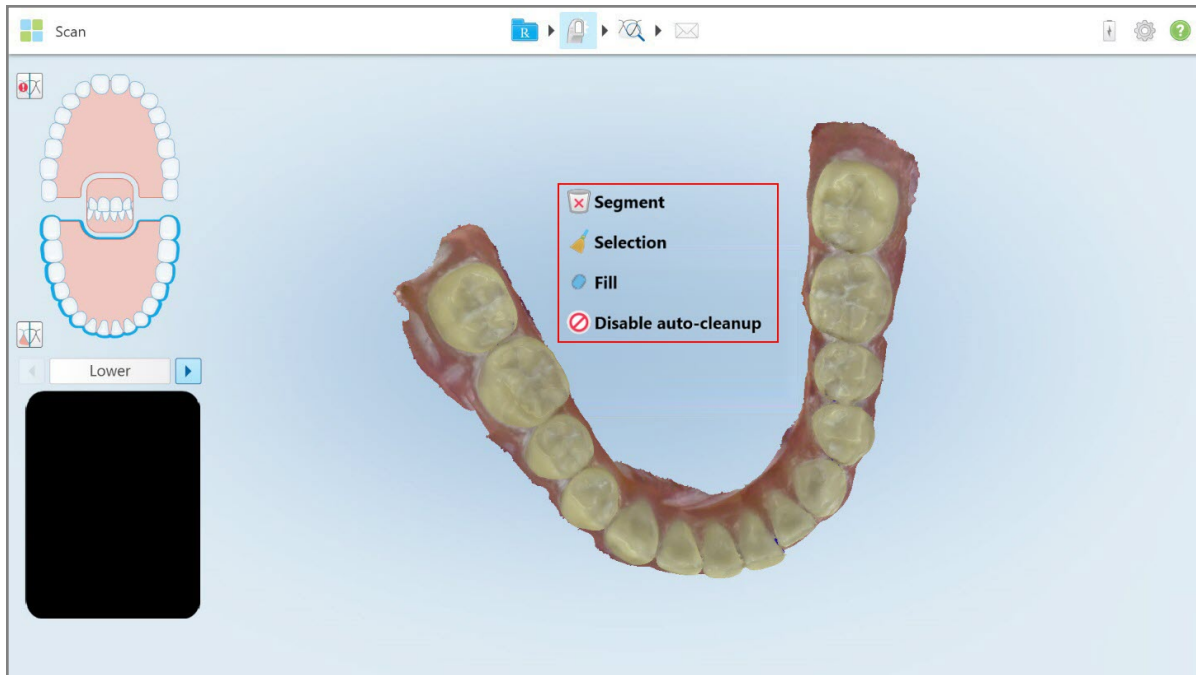 Scan
R
Segment
Selection
Fill
Disable auto-cleanup
Lower